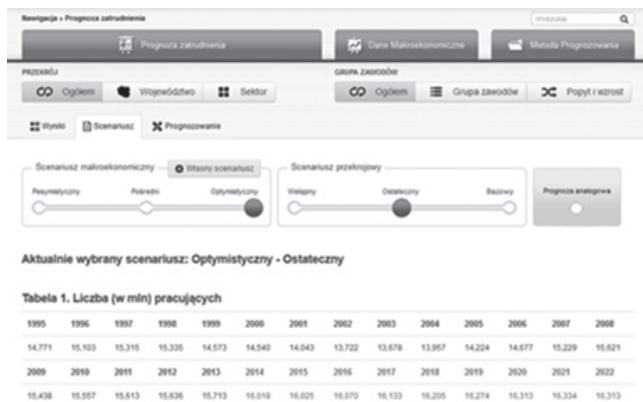 Nawigacja » Prognoza zatrudnienia
Wyszukaj
Prognoza zatrudnienia Dane Makroekonomiczne Metoda Prognozowania
PRZEKRÓJ GRUPA ZAWODÓW
Ogółem Województwo Sektor Ogółem Grupa zawodów Popyt i wzrost
Wyniki Scenariusz Prognozowanie
Scenariusz makroekonomiczny Własny scenariusz Scenariusz przekrojowy
Pesymistyczny Pośredni Optymistyczny Wstępny Ostateczny Bazowy Prognoza analogowa
Aktualnie wybrany scenariusz: Optymistyczny - Ostateczny
Tabela 1. Liczba (w mln) pracujących
1995 1996 1997 1998 1999 2000 2001 2002 2003 2004 2005 2006 2007 2008
14,771 15,103 15,315 15,335 14,573 14,540 14,043 13,722 13,678 13,957 14,224 14,677 15,229 15,621
2009 2010 2011 2012 2013 2014 2015 2016 2017 2018 2019 2020 2021 2022
15,438 15,557 15,613 15,636 15,713 16,018 16,025 16,070 16,133 16,205 16,274 16,313 16,334 16,313